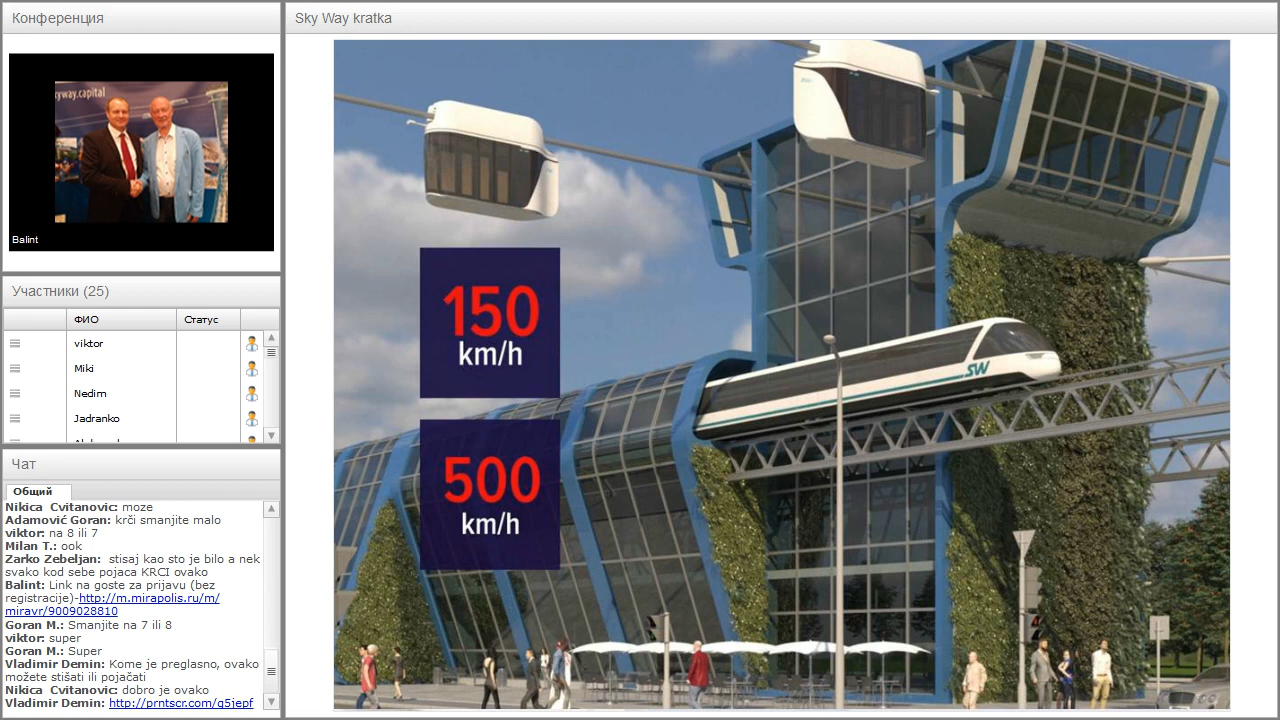 Конференция
kyway.capital
Balint
Участники (25)
ФИО Статус
viktor
Miki
Nedim
Jadranko
Чат
Общий
Nikica Cvitanovic: moze
Adamović Goran: krči smanjite malo
viktor: na 8 ili 7
Milan T.: ook
Zarko Zebeljan: stisaj kao sto je bilo a nek
svako kod sebe pojaca KRCI ovako
Balint: Link na goste za prijavu (bez
registracije)-http://m.mirapolis.ru/m/
miravr/9009028810
Goran M.: Smanjite na 7 ili 8
viktor: super
Goran M.: Super
Vladimir Demin: Kome je preglasno, ovako
možete stišati ili pojačati
Nikica Cvitanovic: dobro je ovako
Vladimir Demin: http://prntscr.com/q5jepf
Sky Way kratka
150
km/h
500
km/h
SW